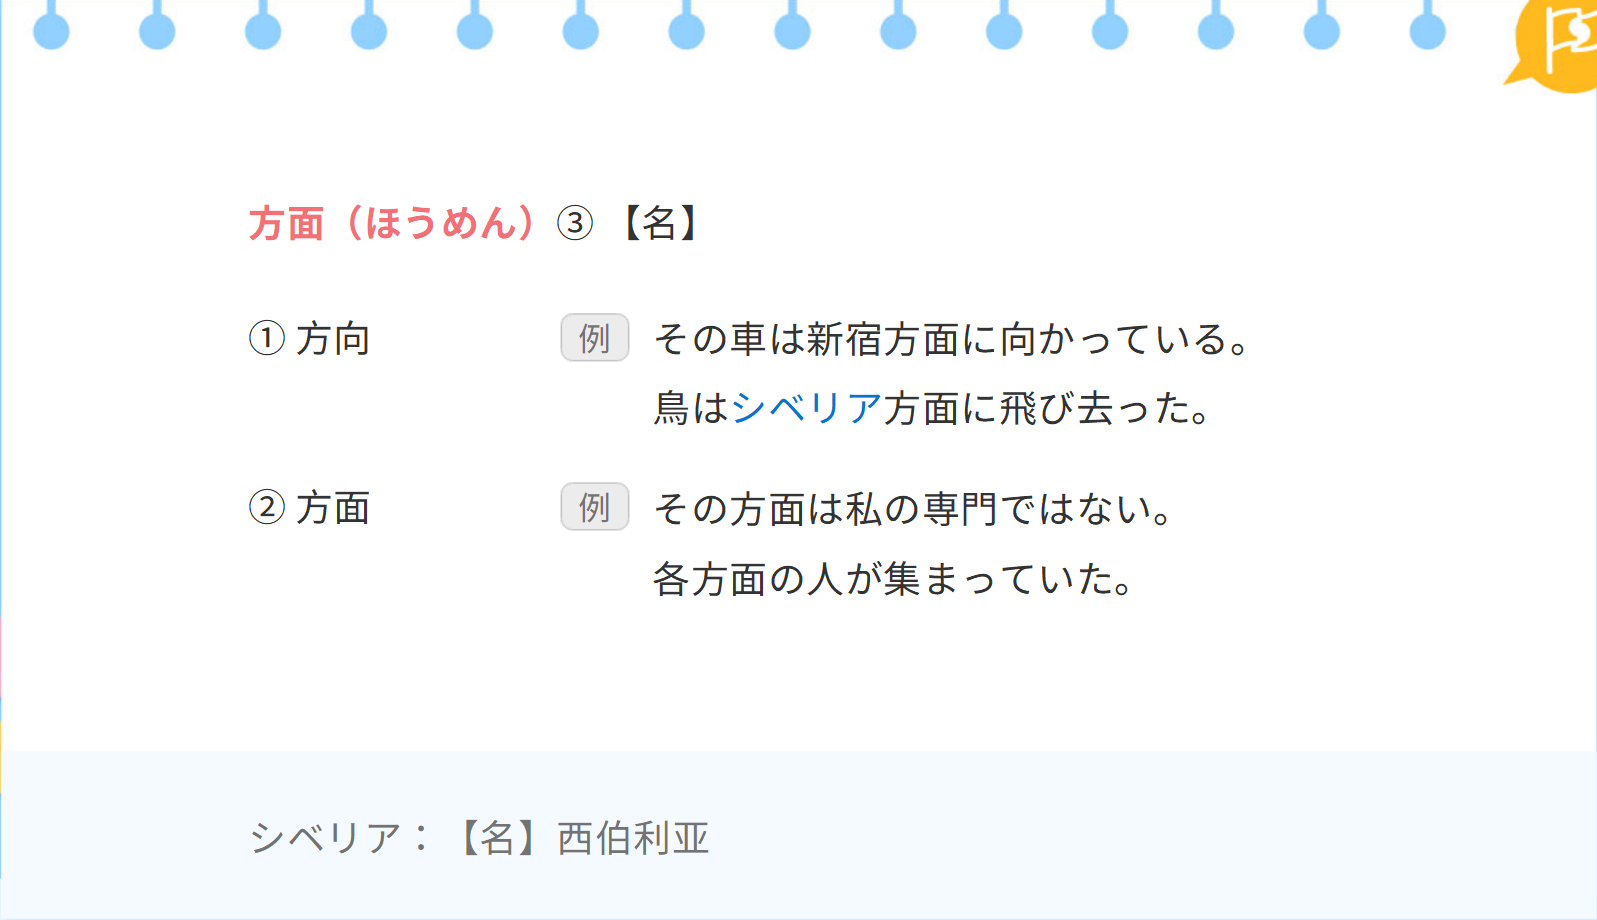 方面（ほうめん）③ 【名】
① 方向 例 その車は新宿方面に向かっている。
鳥はシベリア方面に飛び去った。
② 方面 例 その方面は私の専門ではない。
各方面の人が集まっていた。
シベリア：【名】西伯利亚